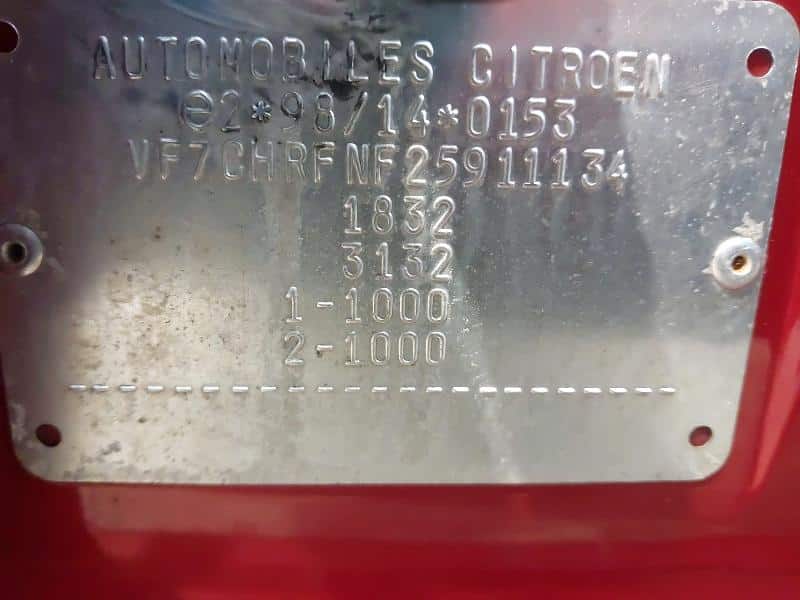 AUTOMOBILES CITROEN
e2*98/14*0153
VF7CHRFNF25911134
1832
3132
1-1000
2-1000
--------------------------